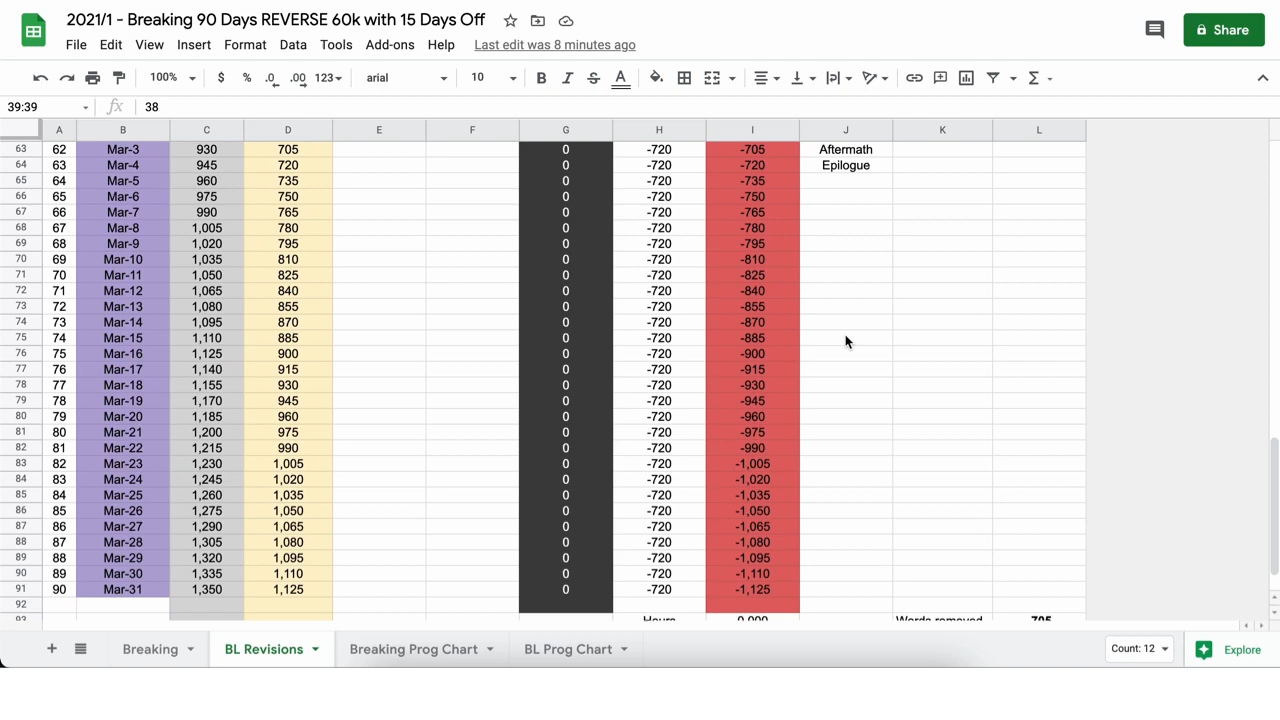 2021/1 - Breaking 90 Days REVERSE 60k with 15 Days Off
File Edit View Insert Format Data Tools Add-ons Help Last edit was 8 minutes ago
Share
100% $ % .0 .00 123 arial 10 B I S A
39:39 fx 38
A B C D E F G H I J K L
63 62 Mar-3 930 705 0 -720 -705 Aftermath
64 63 Mar-4 945 720 0 -720 -720 Epilogue
65 64 Mar-5 960 735 0 -720 -735
66 65 Mar-6 975 750 0 -720 -750
67 66 Mar-7 990 765 0 -720 -765
68 67 Mar-8 1,005 780 0 -720 -780
69 68 Mar-9 1,020 795 0 -720 -795
70 69 Mar-10 1,035 810 0 -720 -810
71 70 Mar-11 1,050 825 0 -720 -825
72 71 Mar-12 1,065 840 0 -720 -840
73 72 Mar-13 1,080 855 0 -720 -855
74 73 Mar-14 1,095 870 0 -720 -870
75 74 Mar-15 1,110 885 0 -720 -885
76 75 Mar-16 1,125 900 0 -720 -900
77 76 Mar-17 1,140 915 0 -720 -915
78 77 Mar-18 1,155 930 0 -720 -930
79 78 Mar-19 1,170 945 0 -720 -945
80 79 Mar-20 1,185 960 0 -720 -960
81 80 Mar-21 1,200 975 0 -720 -975
82 81 Mar-22 1,215 990 0 -720 -990
83 82 Mar-23 1,230 1,005 0 -720 -1,005
84 83 Mar-24 1,245 1,020 0 -720 -1,020
85 84 Mar-25 1,260 1,035 0 -720 -1,035
86 85 Mar-26 1,275 1,050 0 -720 -1,050
87 86 Mar-27 1,290 1,065 0 -720 -1,065
88 87 Mar-28 1,305 1,080 0 -720 -1,080
89 88 Mar-29 1,320 1,095 0 -720 -1,095
90 89 Mar-30 1,335 1,110 0 -720 -1,110
91 90 Mar-31 1,350 1,125 0 -720 -1,125
92
93 Hours 0.000 Words removed 705
Breaking BL Revisions Breaking Prog Chart BL Prog Chart Count: 12 Explore